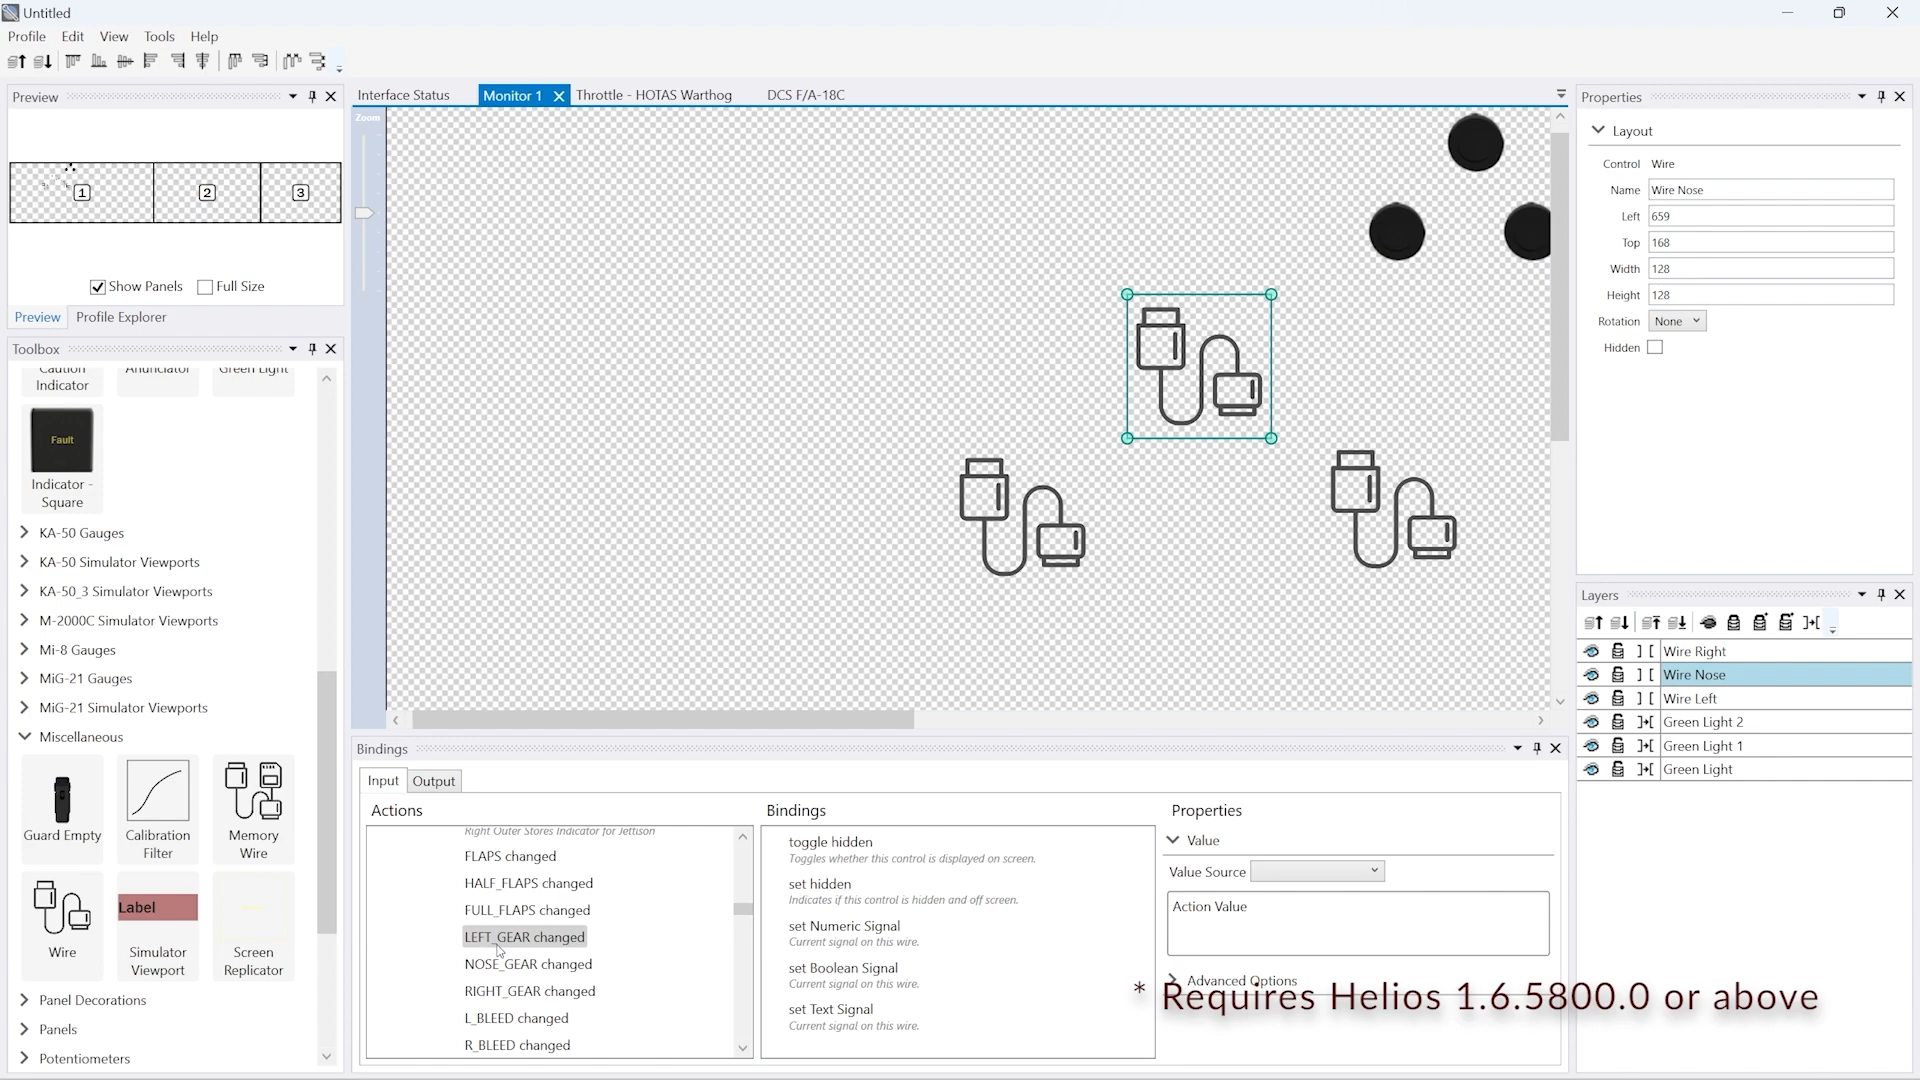 Untitled
Profile Edit View Tools Help
Preview
1 2 3
Show Panels Full Size
Preview Profile Explorer
Toolbox
Caution
Indicator
Annunciator
Green Light
Fault
Indicator -
Square
KA-50 Gauges
KA-50 Simulator Viewports
KA-50_3 Simulator Viewports
M-2000C Simulator Viewports
Mi-8 Gauges
MiG-21 Gauges
MiG-21 Simulator Viewports
Miscellaneous
Guard Empty
Calibration
Filter
Memory
Wire
Wire
Label
Simulator
Viewport
Screen
Replicator
Panel Decorations
Panels
Potentiometers
Interface Status Monitor 1 Throttle - HOTAS Warthog DCS F/A-18C
Zoom
Bindings
Input Output
Actions
Right Outer Stores Indicator for Jettison
FLAPS changed
HALF_FLAPS changed
FULL_FLAPS changed
LEFT_GEAR changed
NOSE_GEAR changed
RIGHT_GEAR changed
L_BLEED changed
R_BLEED changed
Bindings
toggle hidden
Toggles whether this control is displayed on screen.
set hidden
Indicates if this control is hidden and off screen.
set Numeric Signal
Current signal on this wire.
set Boolean Signal
Current signal on this wire.
set Text Signal
Current signal on this wire.
Properties
Value
Value Source
Action Value
Advanced Options
* Requires Helios 1.6.5800.0 or above
Properties
Layout
Control Wire
Name Wire Nose
Left 659
Top 168
Width 128
Height 128
Rotation None
Hidden
Layers
Wire Right
Wire Nose
Wire Left
Green Light 2
Green Light 1
Green Light